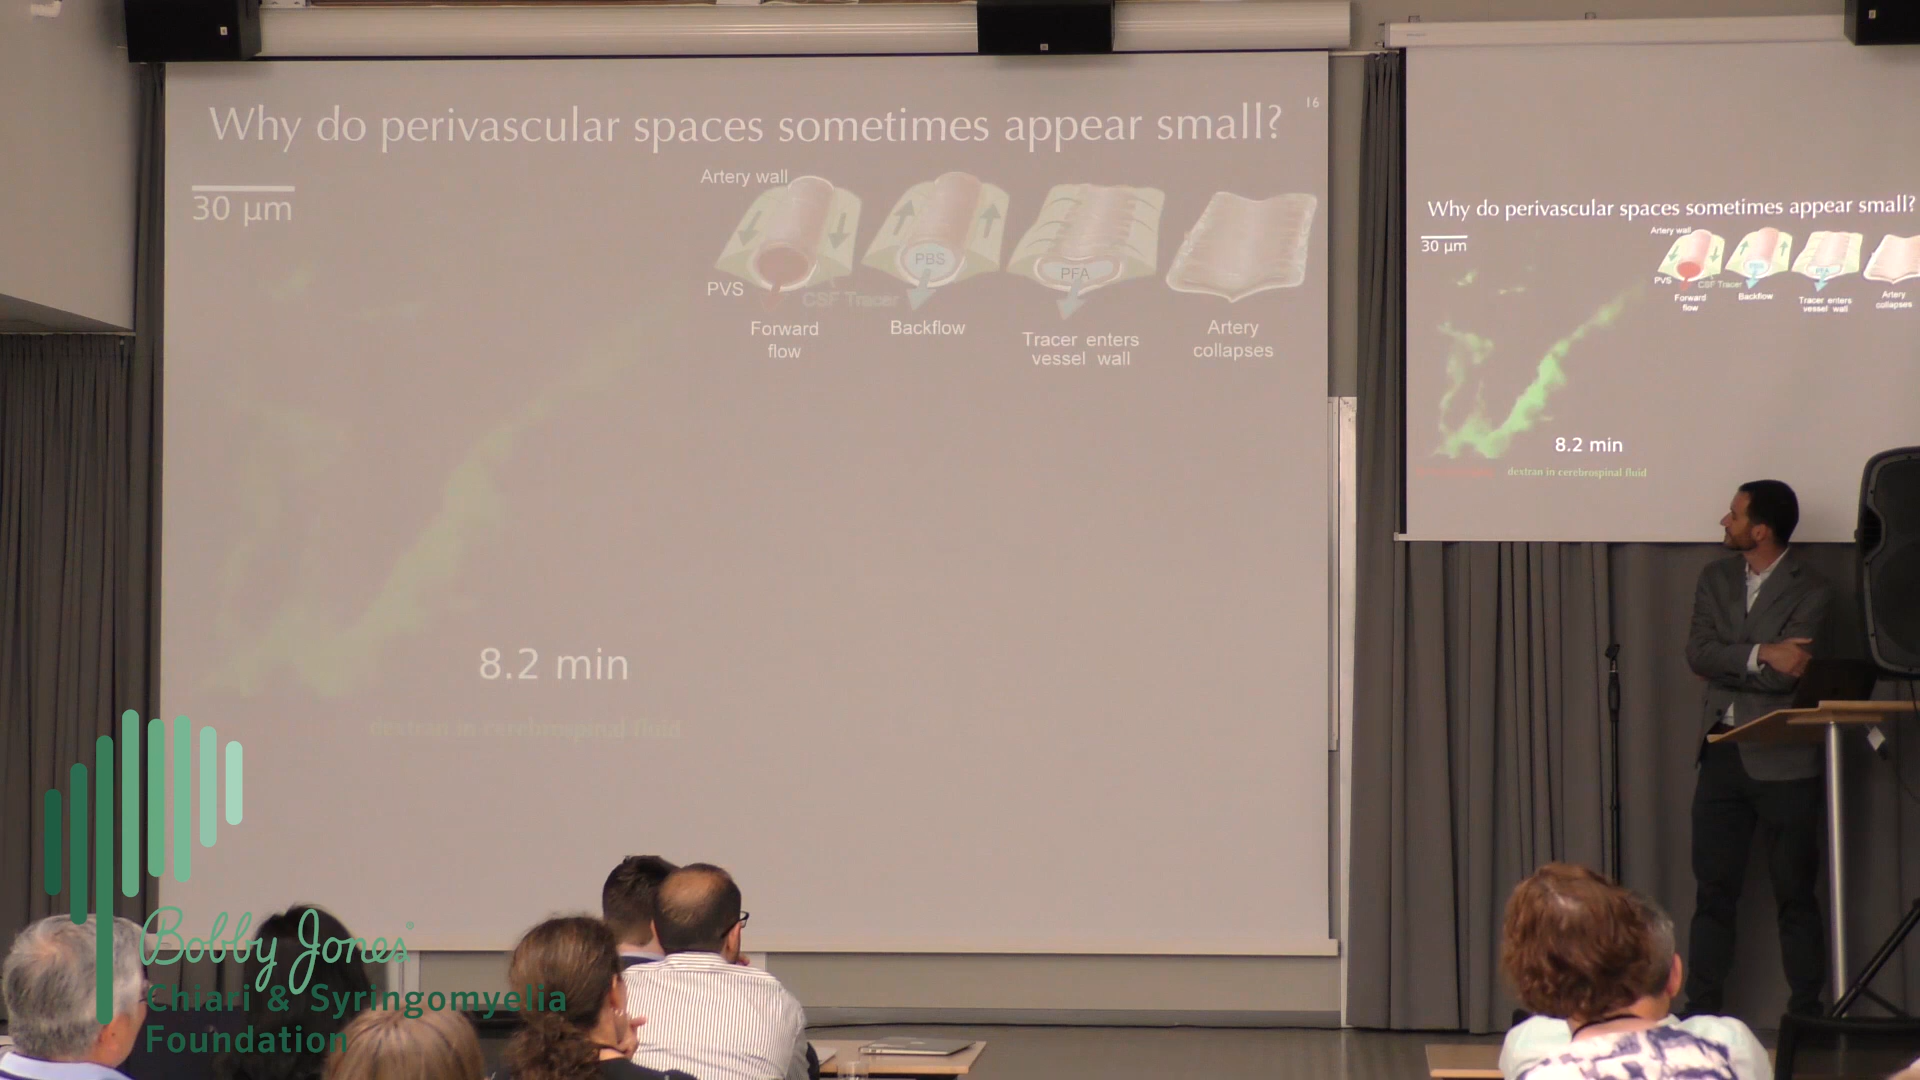 Why do perivascular spaces sometimes appear small?
16
30 µm
Artery wall
PBS
PFA
PVS
CSF Tracer
Forward
flow
Backflow
Tracer enters
vessel wall
Artery
collapses
8.2 min
dextran in cerebrospinal fluid
Why do perivascular spaces sometimes appear small?
30 µm
Artery wall
PVS
CSF Tracer
Forward
flow
Backflow
Tracer enters
vessel wall
Artery
collapses
8.2 min
dextran in cerebrospinal fluid
Bobby Jones
Chiari & Syringomyelia
Foundation